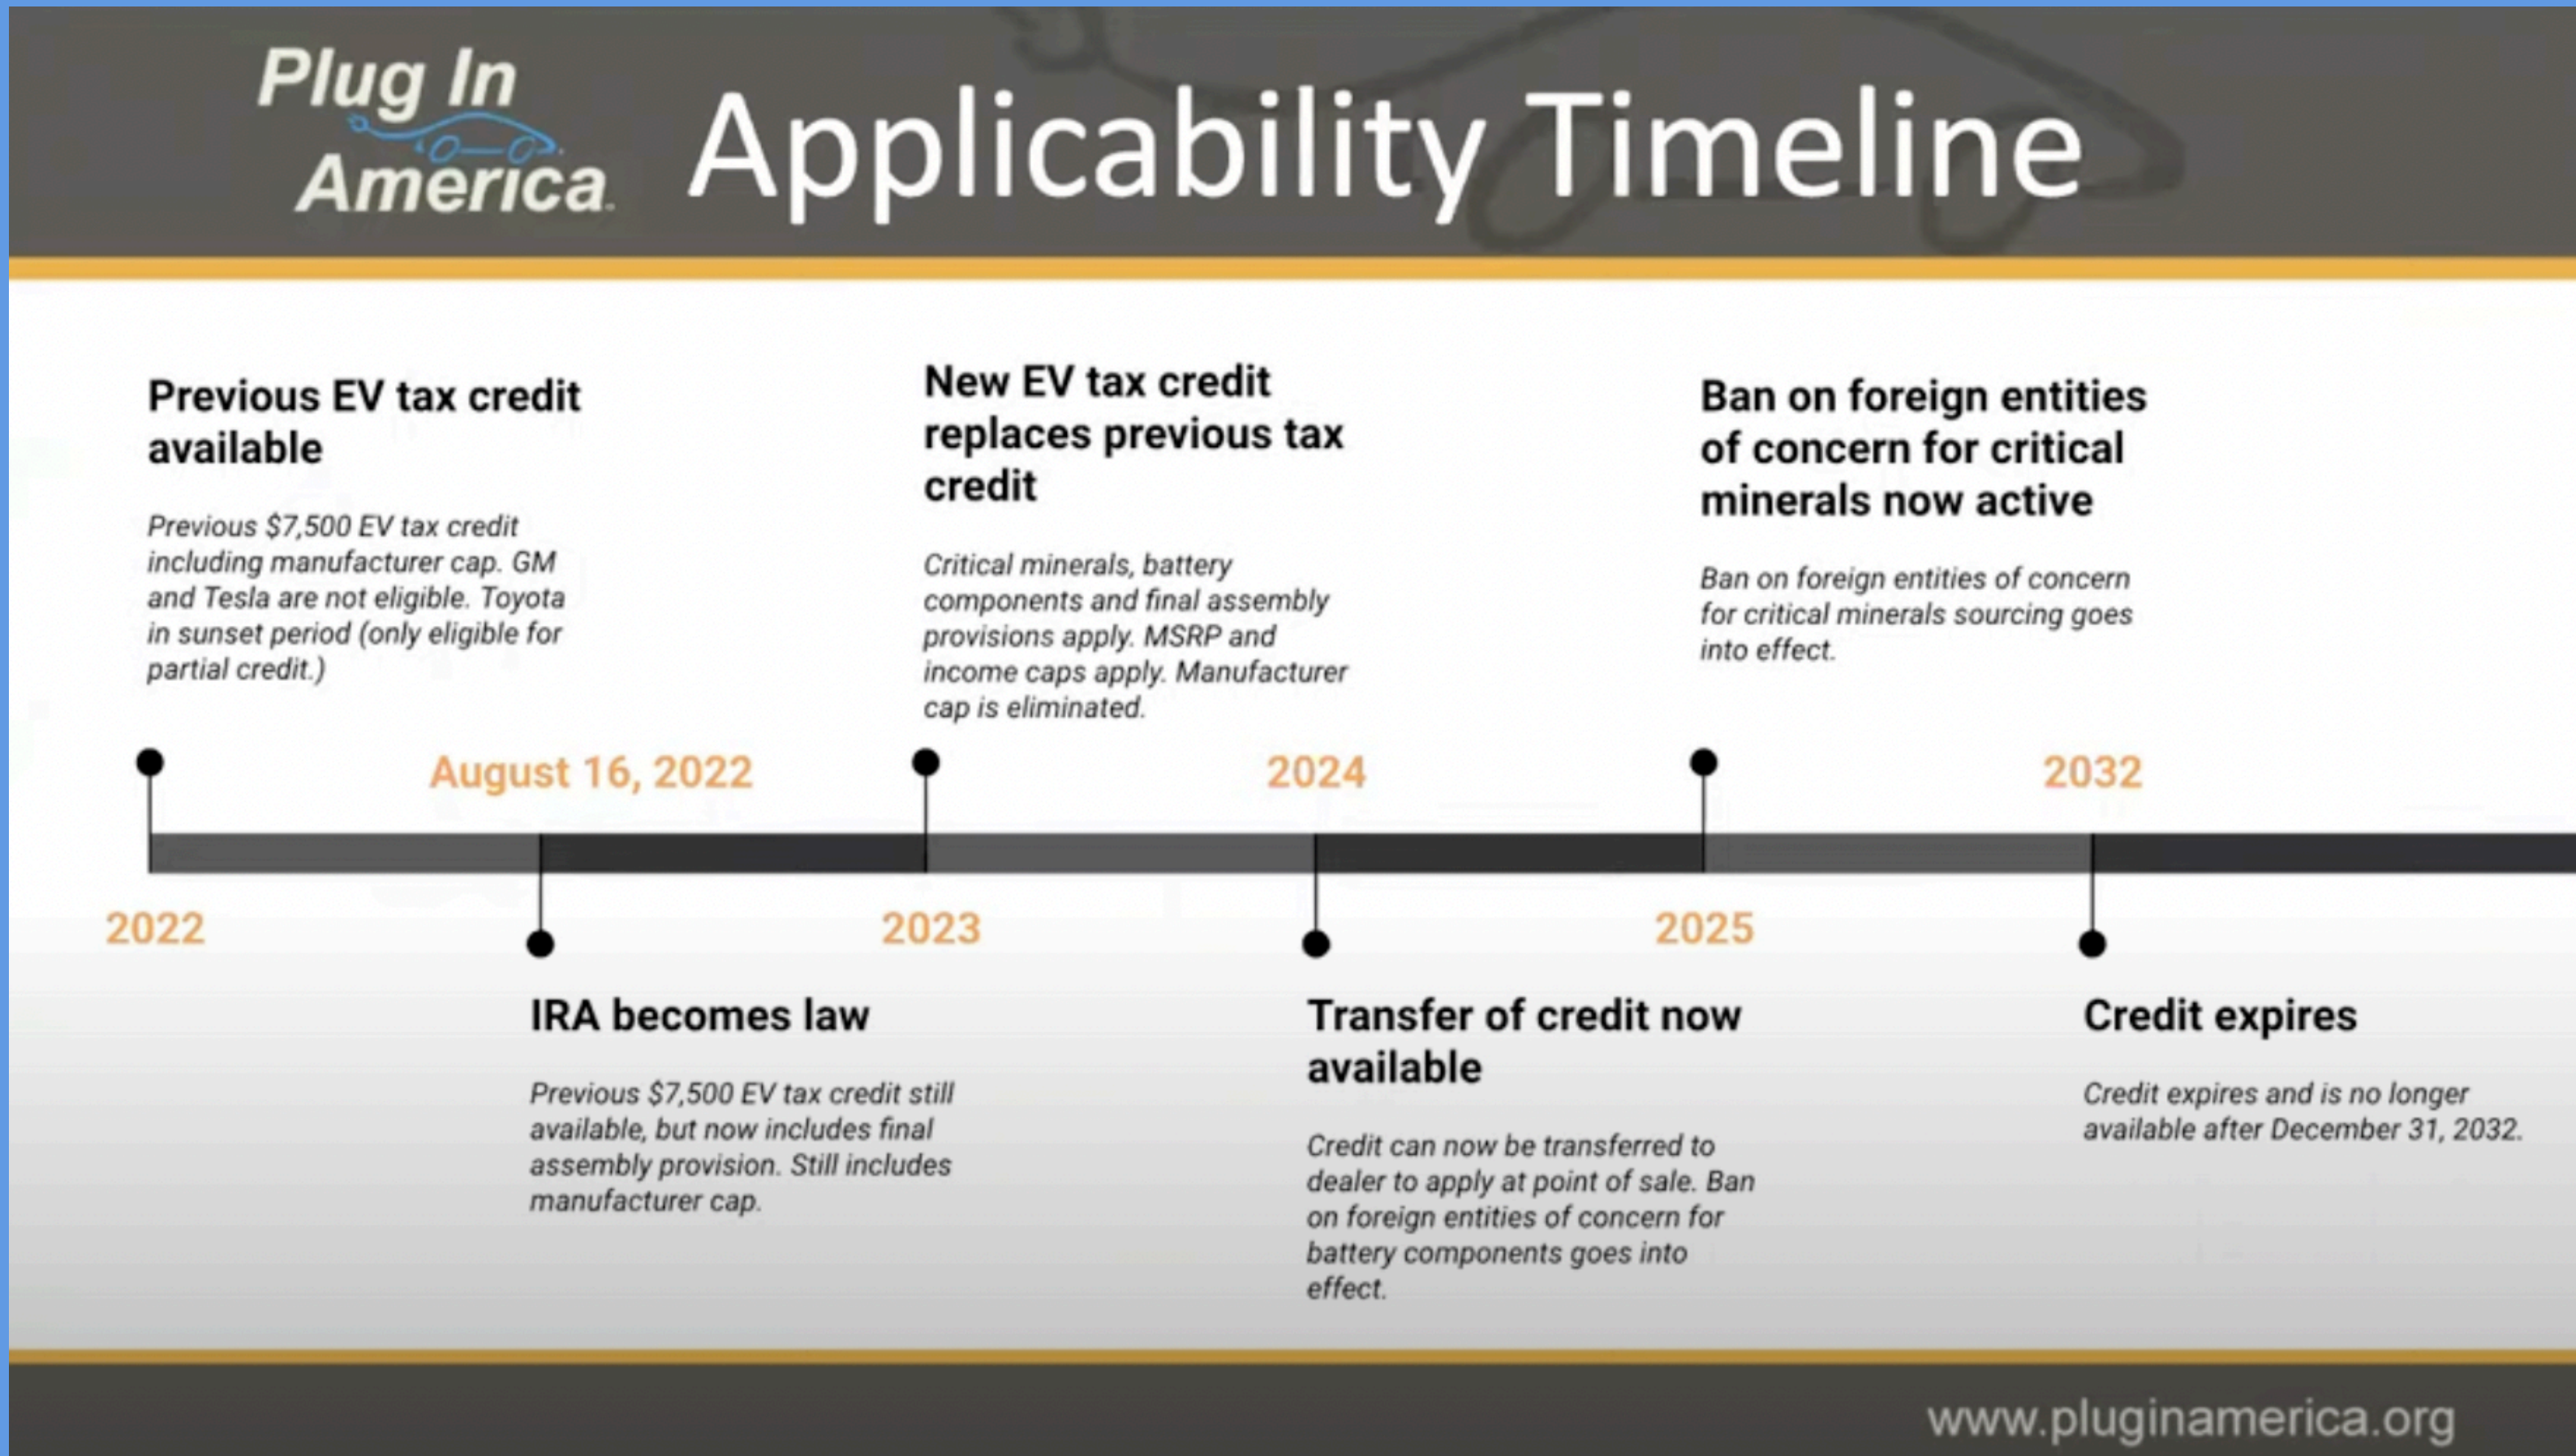 Plug In
America
Applicability Timeline
Previous EV tax credit
available
Previous $7,500 EV tax credit
including manufacturer cap. GM
and Tesla are not eligible. Toyota
in sunset period (only eligible for
partial credit.)
New EV tax credit
replaces previous tax
credit
Critical minerals, battery
components and final assembly
provisions apply. MSRP and
income caps apply. Manufacturer
cap is eliminated.
Ban on foreign entities
of concern for critical
minerals now active
Ban on foreign entities of concern
for critical minerals sourcing goes
into effect.
August 16, 2022
2024
2032
2022
2023
2025
IRA becomes law
Previous $7,500 EV tax credit still
available, but now includes final
assembly provision. Still includes
manufacturer cap.
Transfer of credit now
available
Credit can now be transferred to
dealer to apply at point of sale. Ban
on foreign entities of concern for
battery components goes into
effect.
Credit expires
Credit expires and is no longer
available after December 31, 2032.
www.pluginamerica.org